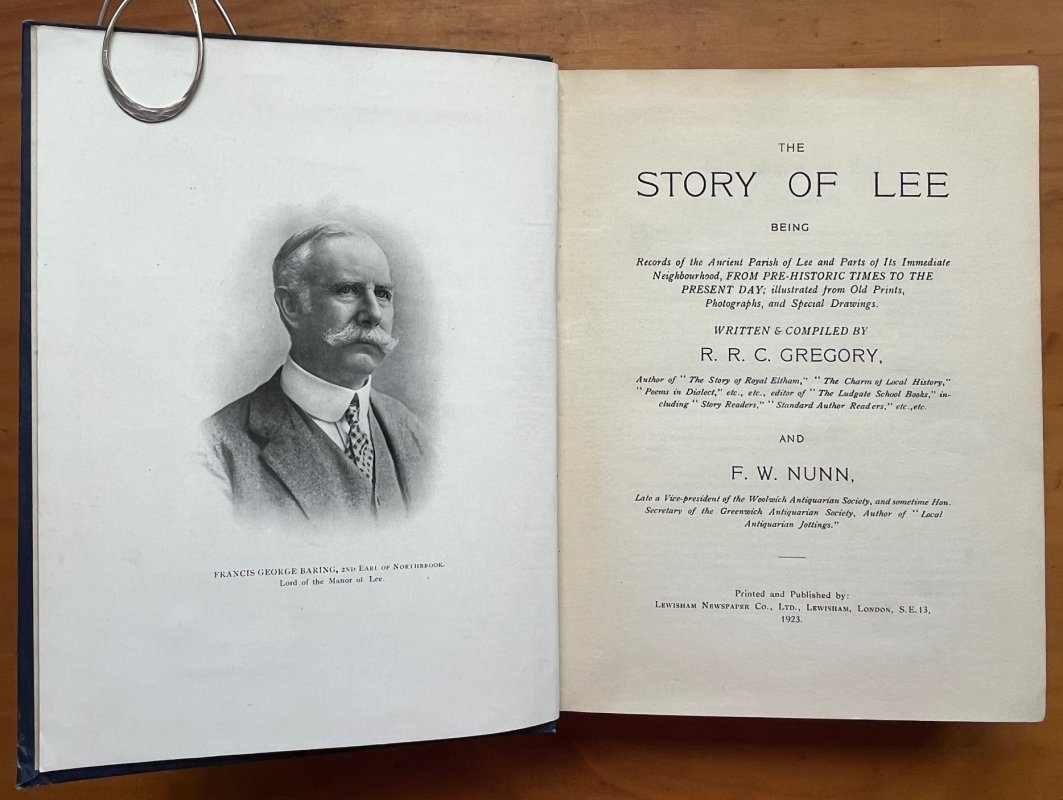 FRANCIS GEORGE BARING, 2ND EARL OF NORTHBROOK.
Lord of the Manor of Lee.
THE
STORY OF LEE
BEING
Records of the Ancient Parish of Lee and Parts of Its Immediate
Neighbourhood, FROM PRE-HISTORIC TIMES TO THE
PRESENT DAY; illustrated from Old Prints,
Photographs, and Special Drawings.
WRITTEN & COMPILED BY
R. R. C. GREGORY,
Author of "The Story of Royal Eltham," "The Charm of Local History,"
"Poems in Dialect," etc., etc., editor of "The Ludgate School Books," in-
cluding "Story Readers," "Standard Author Readers," etc., etc.
AND
F. W. NUNN,
Late a Vice-president of the Woolwich Antiquarian Society, and sometime Hon.
Secretary of the Greenwich Antiquarian Society, Author of "Local
Antiquarian Jottings."
Printed and Published by:
LEWISHAM NEWSPAPER CO., LTD., LEWISHAM, LONDON, S.E.13,
1923.